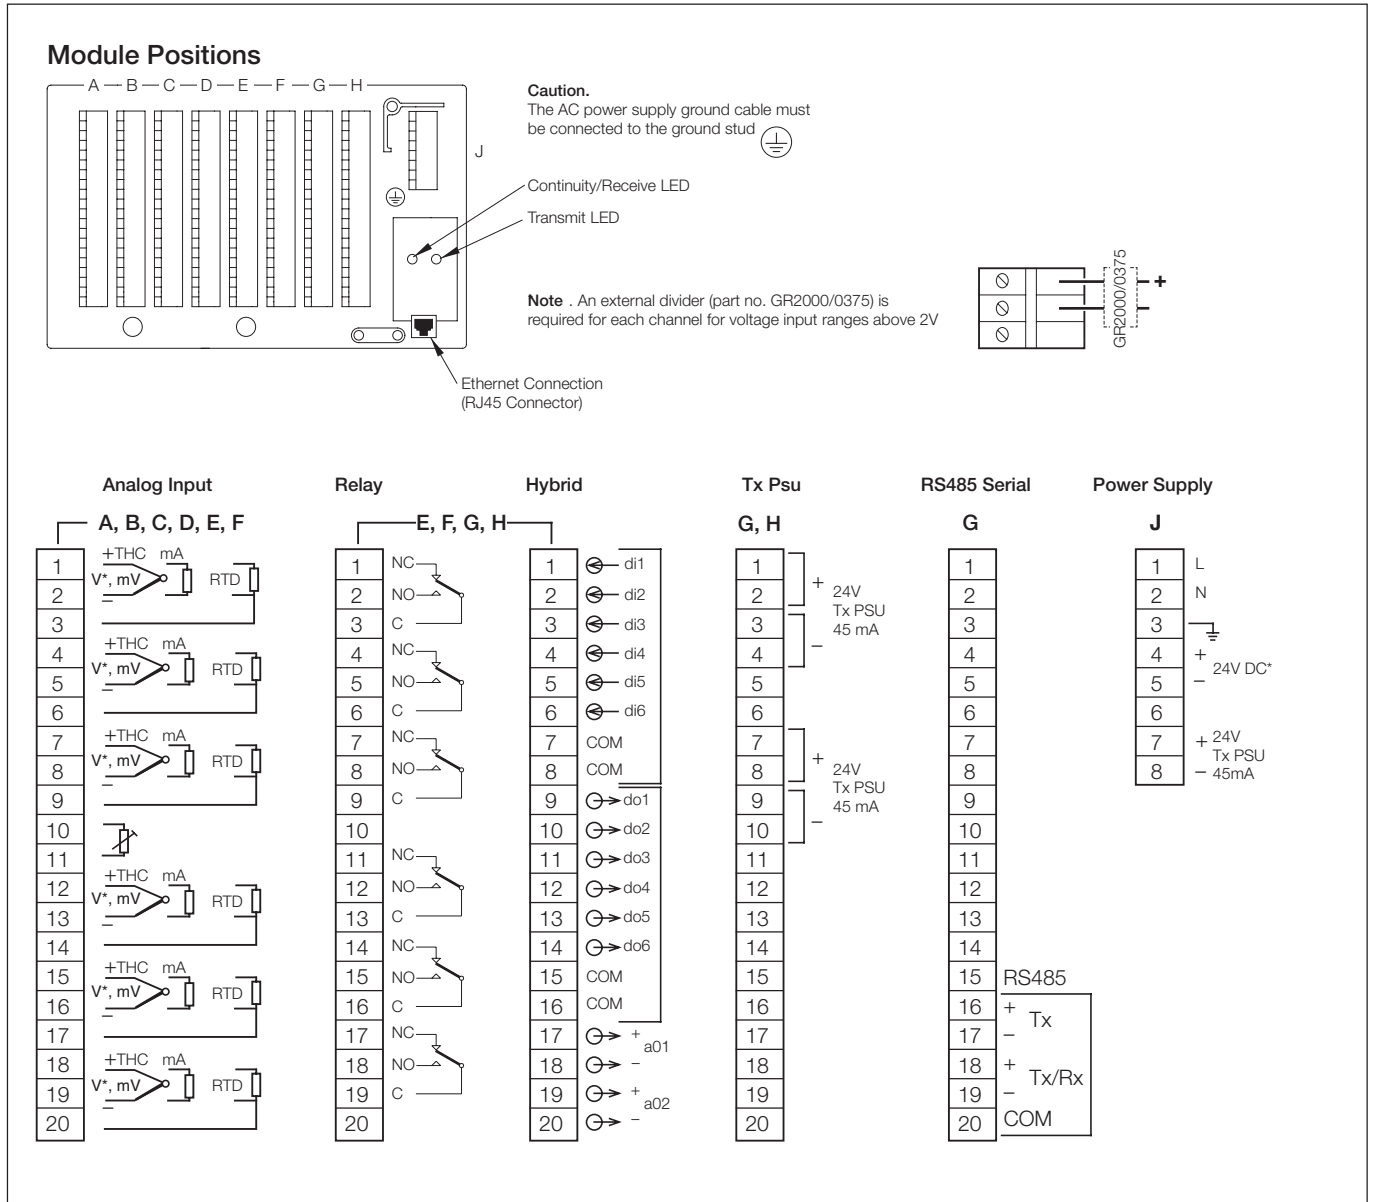 Module Positions
A B C D E F G H
J
Caution.
The AC power supply ground cable must
be connected to the ground stud
Continuity/Receive LED
Transmit LED
Note . An external divider (part no. GR2000/0375) is
required for each channel for voltage input ranges above 2V
GR2000/0375
+
Ethernet Connection
(RJ45 Connector)
Analog Input
A, B, C, D, E, F
1 +THC mA
V*, mV RTD
2 –
3
4 +THC mA
V*, mV RTD
5 –
6
7 +THC mA
8 V*, mV RTD
9 –
10
11
12 +THC mA
V*, mV RTD
13 –
14
15 +THC mA
16 V*, mV RTD
17 –
18 +THC mA
19 V*, mV RTD
20 –
Relay
Hybrid
E, F, G, H
1 NC
2 NO
3 C
4 NC
5 NO
6 C
7 NC
8 NO
9 C
10
11 NC
12 NO
13 C
14 NC
15 NO
16 C
17 NC
18 NO
19 C
20
1 di1
2 di2
3 di3
4 di4
5 di5
6 di6
7 COM
8 COM
9 do1
10 do2
11 do3
12 do4
13 do5
14 do6
15 COM
16 COM
17 +
a01
18 –
19 +
a02
20 –
Tx Psu
G, H
1
2
3
4
5
6
7
8
9
10
11
12
13
14
15
16
17
18
19
20
+
24V
Tx PSU
45 mA
–
+
24V
Tx PSU
45 mA
–
RS485 Serial
G
1
2
3
4
5
6
7
8
9
10
11
12
13
14
15 RS485
16 +
Tx
17 –
18 +
Tx/Rx
19 –
20 COM
Power Supply
J
1 L
2 N
3
4 +
24V DC*
5 –
6
7 + 24V
Tx PSU
8 – 45mA